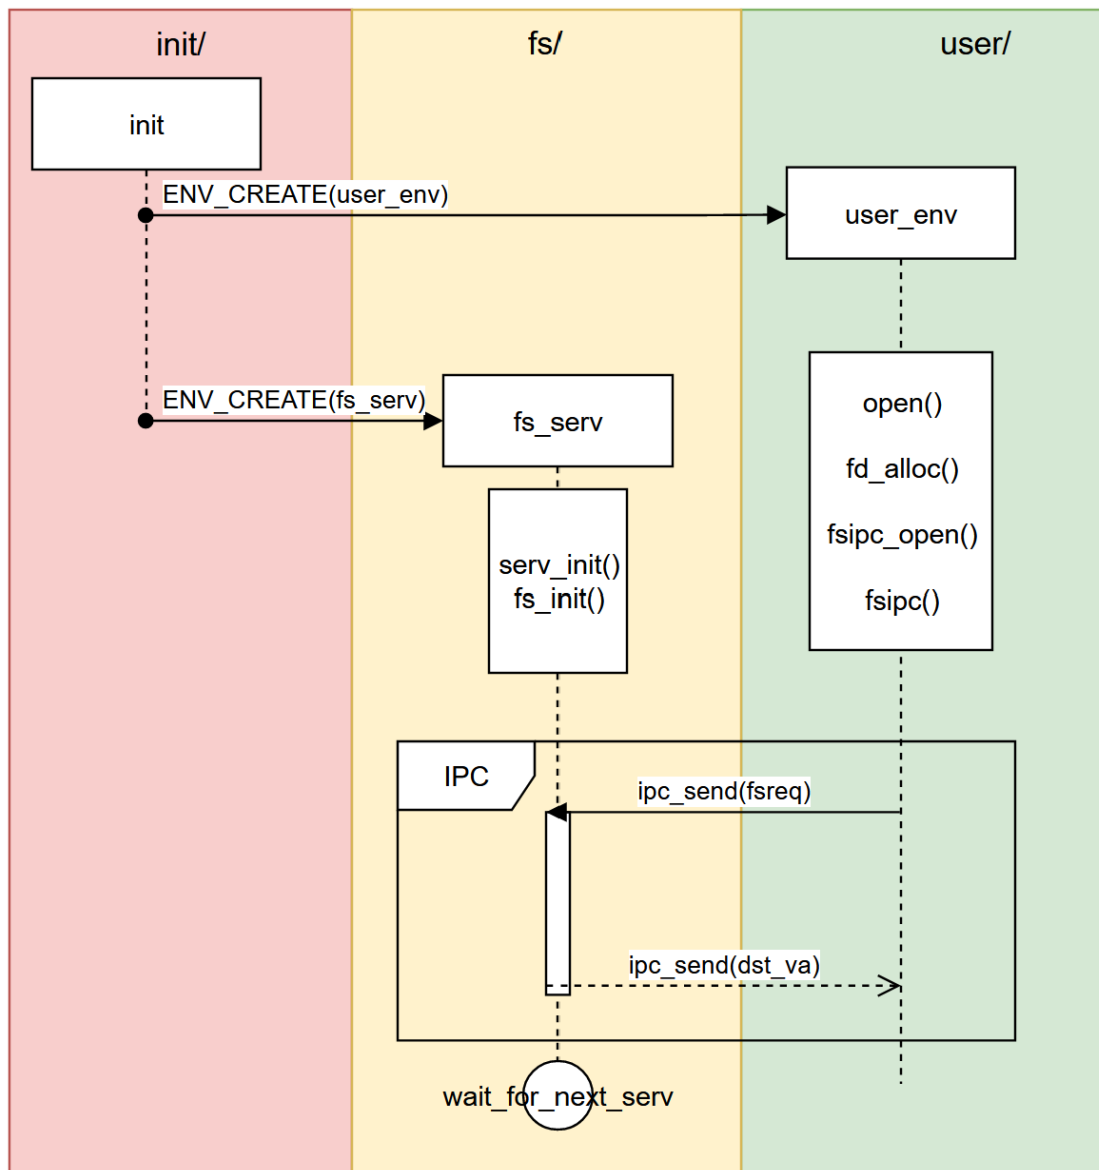 init/
fs/
user/
init
ENV_CREATE(user_env)
user_env
ENV_CREATE(fs_serv)
fs_serv
open()
fd_alloc()
fsipc_open()
fsipc()
serv_init()
fs_init()
IPC
ipc_send(fsreq)
ipc_send(dst_va)
wait_for_next_serv